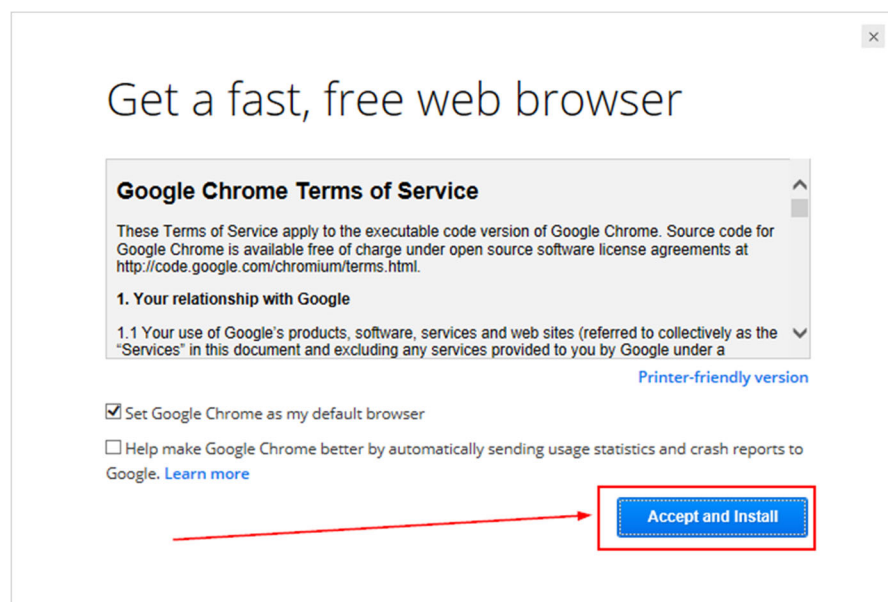 Get a fast, free web browser
Google Chrome Terms of Service
These Terms of Service apply to the executable code version of Google Chrome. Source code for
Google Chrome is available free of charge under open source software license agreements at
http://code.google.com/chromium/terms.html.
1. Your relationship with Google
1.1 Your use of Google’s products, software, services and web sites (referred to collectively as the
“Services” in this document and excluding any services provided to you by Google under a
Printer-friendly version
Set Google Chrome as my default browser
Help make Google Chrome better by automatically sending usage statistics and crash reports to
Google. Learn more
Accept and Install